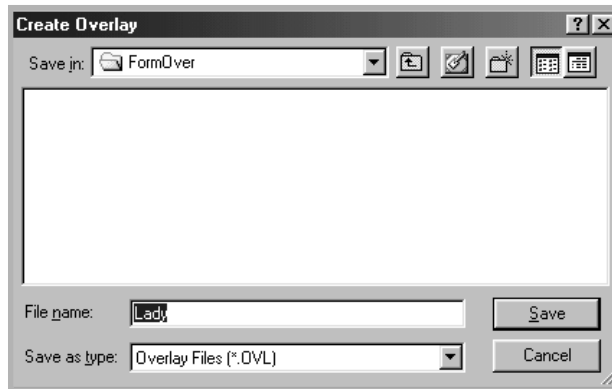 Create Overlay
Save in: FormOver
File name: Lady Save
Save as type: Overlay Files (*.OVL) Cancel